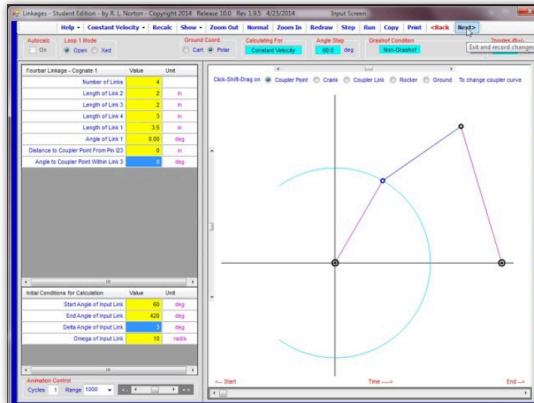 Linkages - Student Edition - by R. L. Norton - Copyright 2014 Release 10.0 Rev 1.9.5 4/23/2014 Input Screen
Help Constant Velocity Recalc Show Zoom Out Normal Zoom In Redraw Step Run Copy Print <Back Next>
Autoscale Loop 1 Mode Ground Coord. Calculating For Angle Step Grashof Condition
On Open Xed Cart Polar Constant Velocity 60.0 deg Non-Grashof Exit and record changes
Fourbar Linkage - Cognate 1 Value Unit
Number of Links 4
Length of Link 2 2 in
Length of Link 3 2 in
Length of Link 4 3 in
Length of Link 1 3.5 in
Angle of Link 1 0.00 deg
Distance to Coupler Point From Pin I23 0 in
Angle to Coupler Point Within Link 3 0 deg
Click-Shift-Drag on Coupler Point Crank Coupler Link Rocker Ground To change coupler curve
Initial Conditions for Calculation Value Unit
Start Angle of Input Link 60 deg
End Angle of Input Link 420 deg
Delta Angle of Input Link 3 deg
Omega of Input Link 10 rad/s
Animation Control
Cycles 1 Range 1000
<-- Start Time ----> End -->